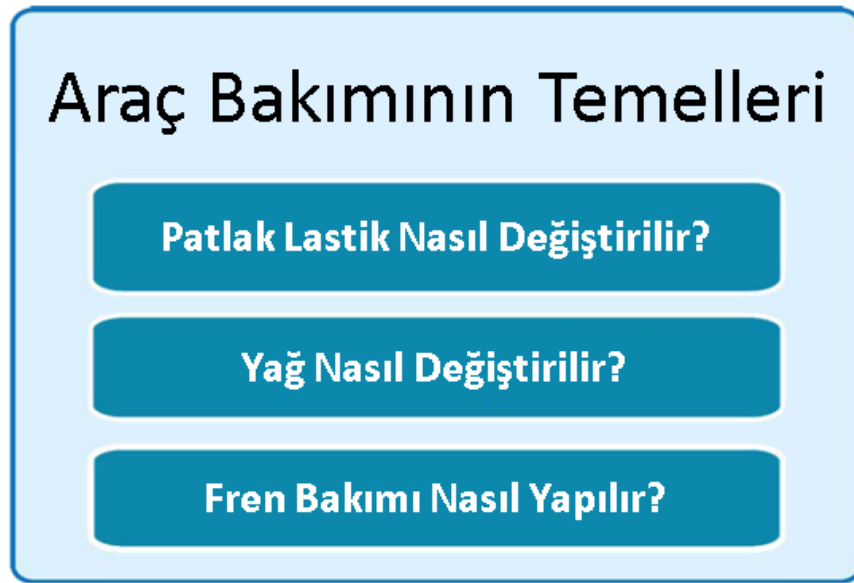 Araç Bakımının Temelleri
Patlak Lastik Nasıl Değiştirilir?
Yağ Nasıl Değiştirilir?
Fren Bakımı Nasıl Yapılır?